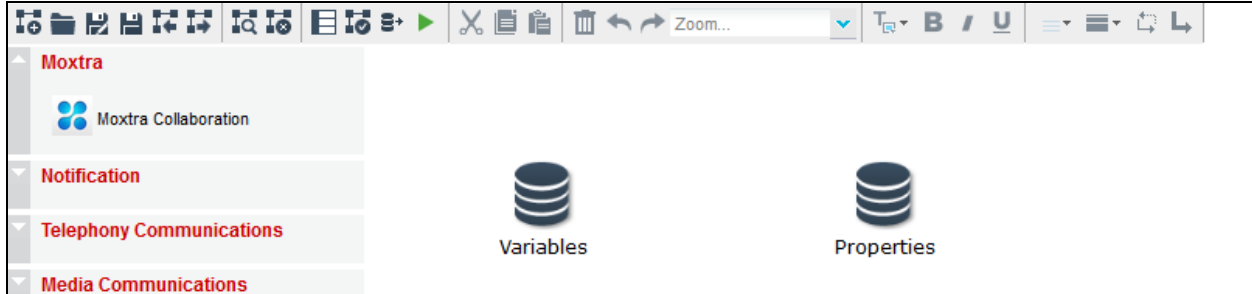 Zoom...
T
B I U
Moxtra
Moxtra Collaboration
Notification
Telephony Communications
Media Communications
Variables
Properties